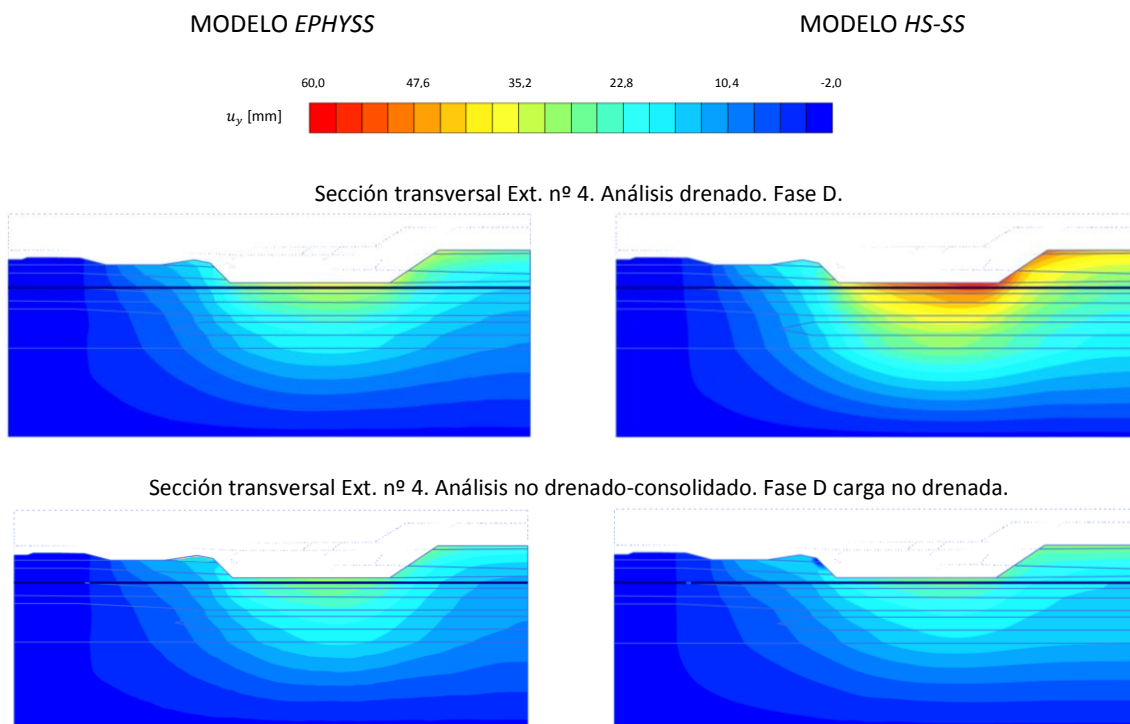 MODELO EPHYSS
MODELO HS-SS
60,0 47,6 35,2 22,8 10,4 -2,0
u_y [mm]
Sección transversal Ext. nº 4. Análisis drenado. Fase D.
Sección transversal Ext. nº 4. Análisis no drenado-consolidado. Fase D carga no drenada.